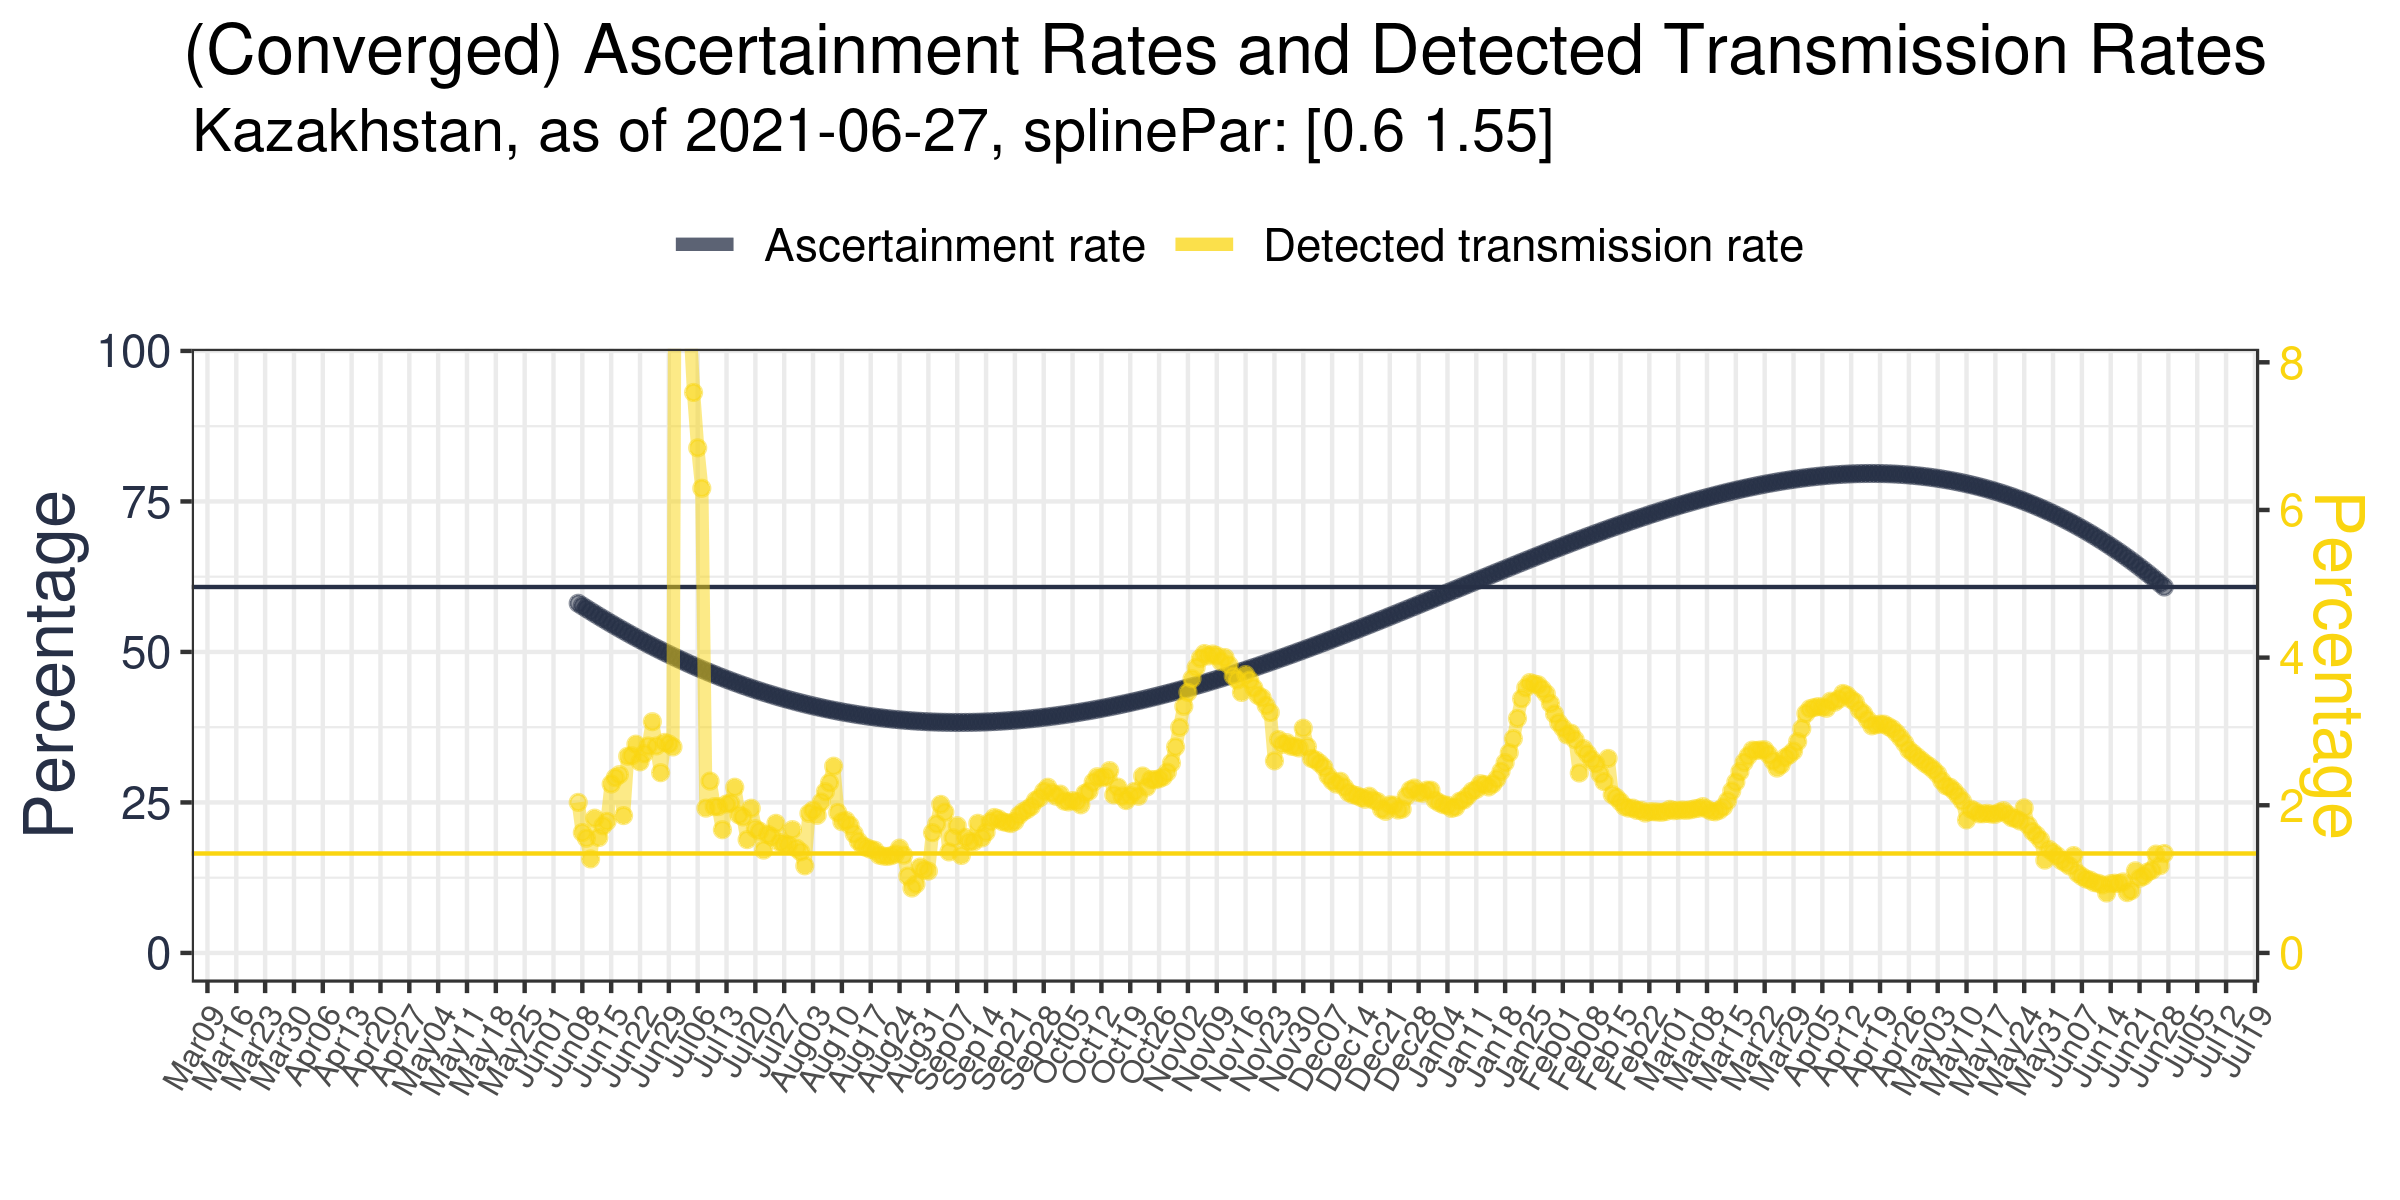 (Converged) Ascertainment Rates and Detected Transmission Rates
Kazakhstan, as of 2021-06-27, splinePar: [0.6 1.55]
Ascertainment rate
Detected transmission rate
Percentage
100
75
50
25
0
8
6
4
2
0
Percentage
Mar09
Mar16
Mar23
Mar30
Apr06
Apr13
Apr20
Apr27
May04
May11
May18
May25
Jun01
Jun08
Jun15
Jun22
Jun29
Jul06
Jul13
Jul20
Jul27
Aug03
Aug10
Aug17
Aug24
Aug31
Sep07
Sep14
Sep21
Sep28
Oct05
Oct12
Oct19
Oct26
Nov02
Nov09
Nov16
Nov23
Nov30
Dec07
Dec14
Dec21
Dec28
Jan04
Jan11
Jan18
Jan25
Feb01
Feb08
Feb15
Feb22
Mar01
Mar08
Mar15
Mar22
Mar29
Apr05
Apr12
Apr19
Apr26
May03
May10
May17
May24
May31
Jun07
Jun14
Jun21
Jun28
Jul05
Jul12
Jul19